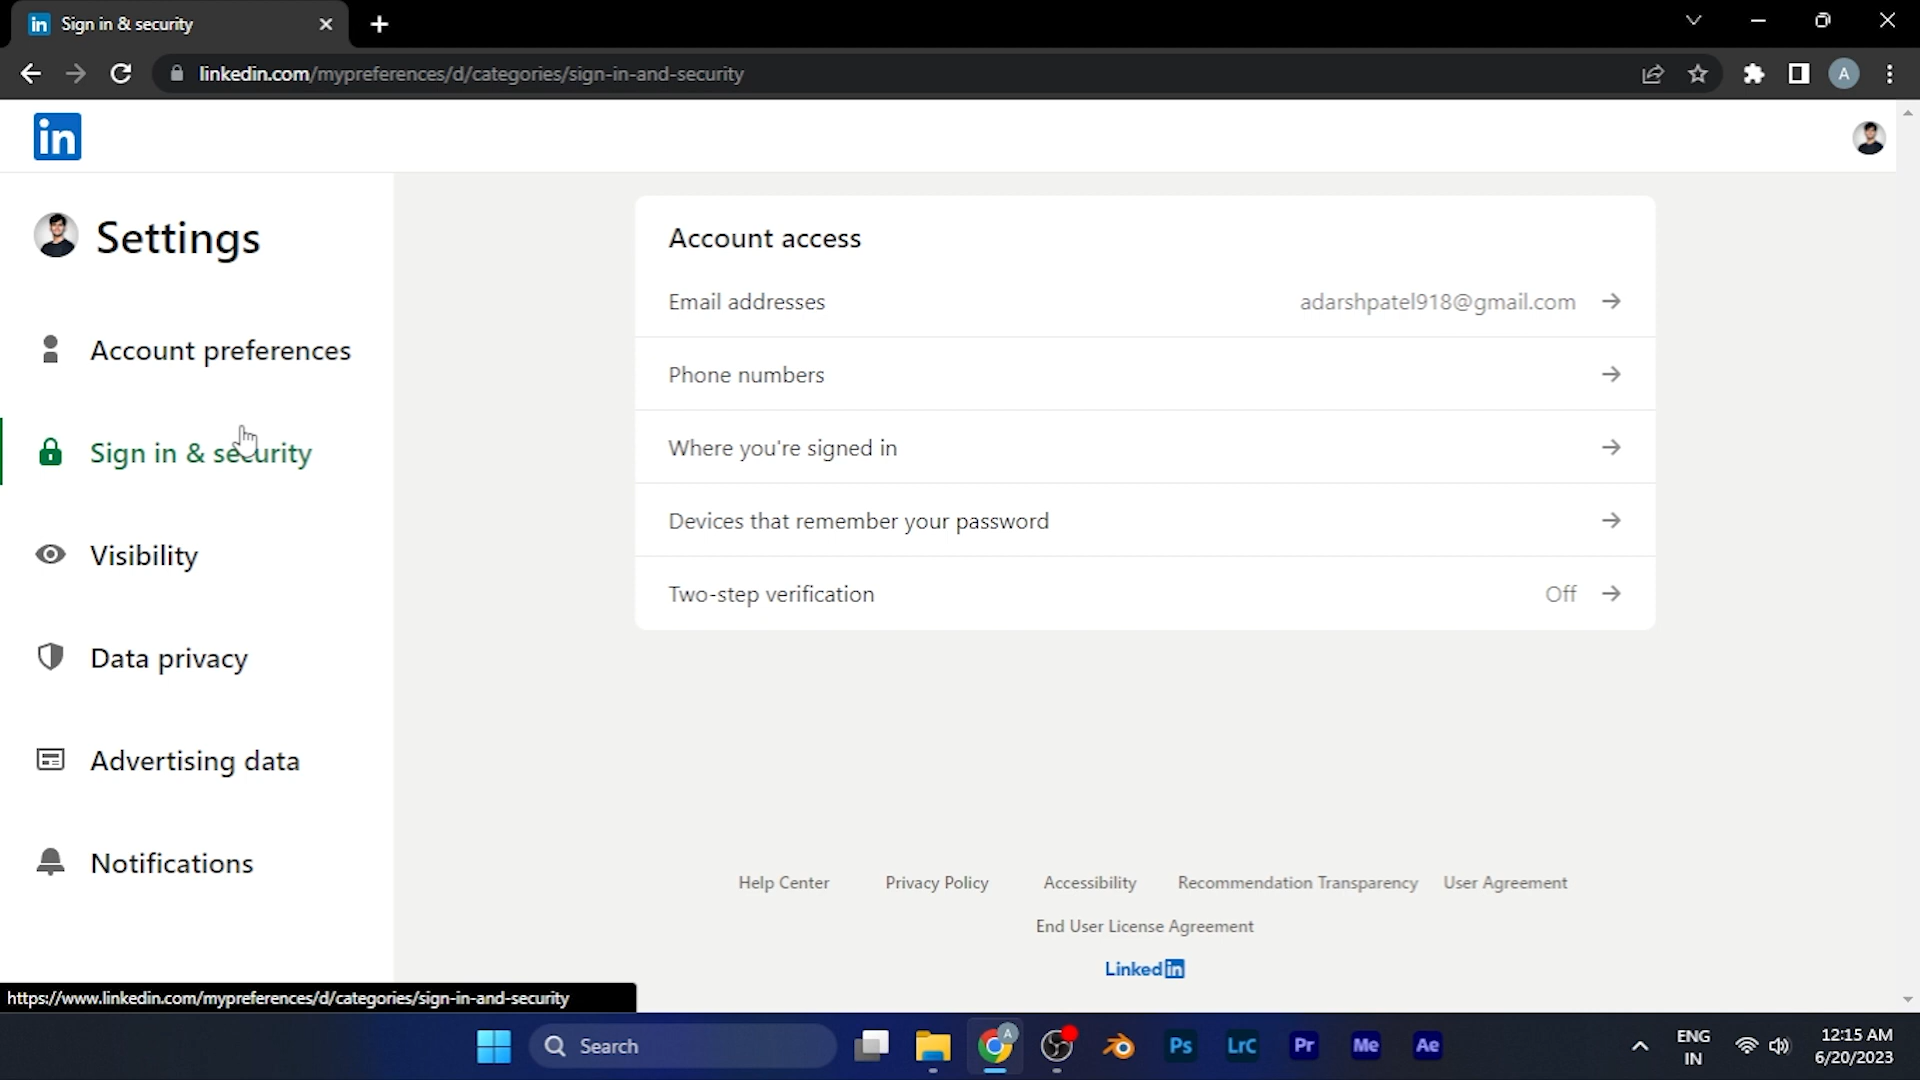 in Sign in & security
linkedin.com/mypreferences/d/categories/sign-in-and-security
A
in
Settings
Account preferences
Sign in & security
Visibility
Data privacy
Advertising data
Notifications
Account access
Email addresses adarshpatel918@gmail.com
Phone numbers
Where you're signed in
Devices that remember your password
Two-step verification Off
Help Center Privacy Policy Accessibility Recommendation Transparency User Agreement
End User License Agreement
Linked in
https://www.linkedin.com/mypreferences/d/categories/sign-in-and-security
Search
A
Ps LrC Pr Me Ae
ENG
IN
12:15 AM
6/20/2023